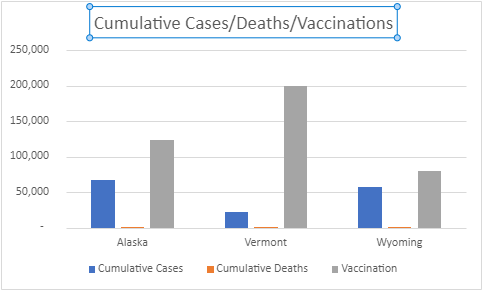 Cumulative Cases/Deaths/Vaccinations
250,000
200,000
150,000
100,000
50,000
-
Alaska Vermont Wyoming
Cumulative Cases Cumulative Deaths Vaccination